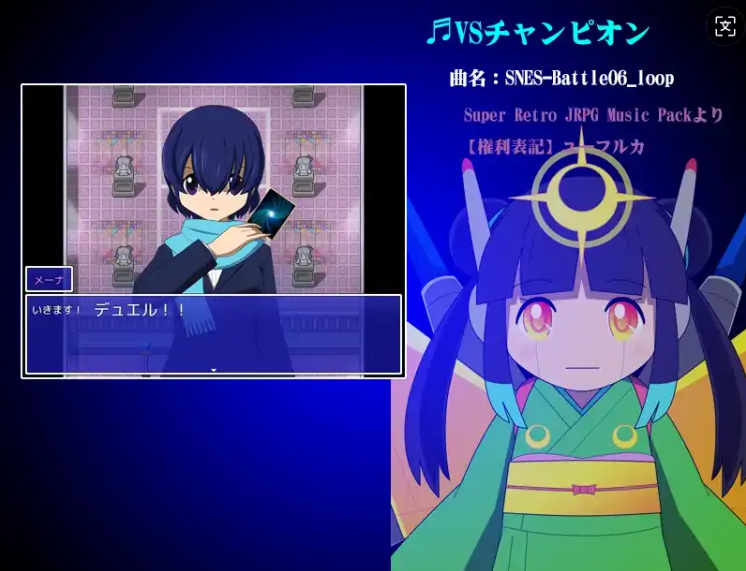 ♬VSチャンピオン
曲名：SNES-Battle06_loop
Super Retro JRPG Music Packより
【権利表記】ユーフルカ
メーナ
いきます！ デュエル！！